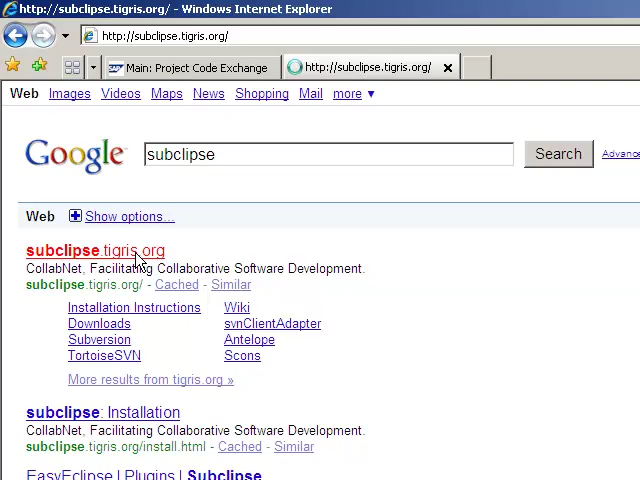 http://subclipse.tigris.org/ - Windows Internet Explorer
http://subclipse.tigris.org/
Main: Project Code Exchange http://subclipse.tigris.org/
Web Images Videos Maps News Shopping Mail more ▼
Google subclipse Search Advanc
Web Show options...
subclipse.tigris.org
CollabNet, Facilitating Collaborative Software Development.
subclipse.tigris.org/ - Cached - Similar
Installation Instructions Wiki
Downloads svnClientAdapter
Subversion Antelope
TortoiseSVN Scons
More results from tigris.org »
subclipse: Installation
CollabNet, Facilitating Collaborative Software Development.
subclipse.tigris.org/install.html - Cached - Similar
EasyEclipse | Plugins | Subclipse